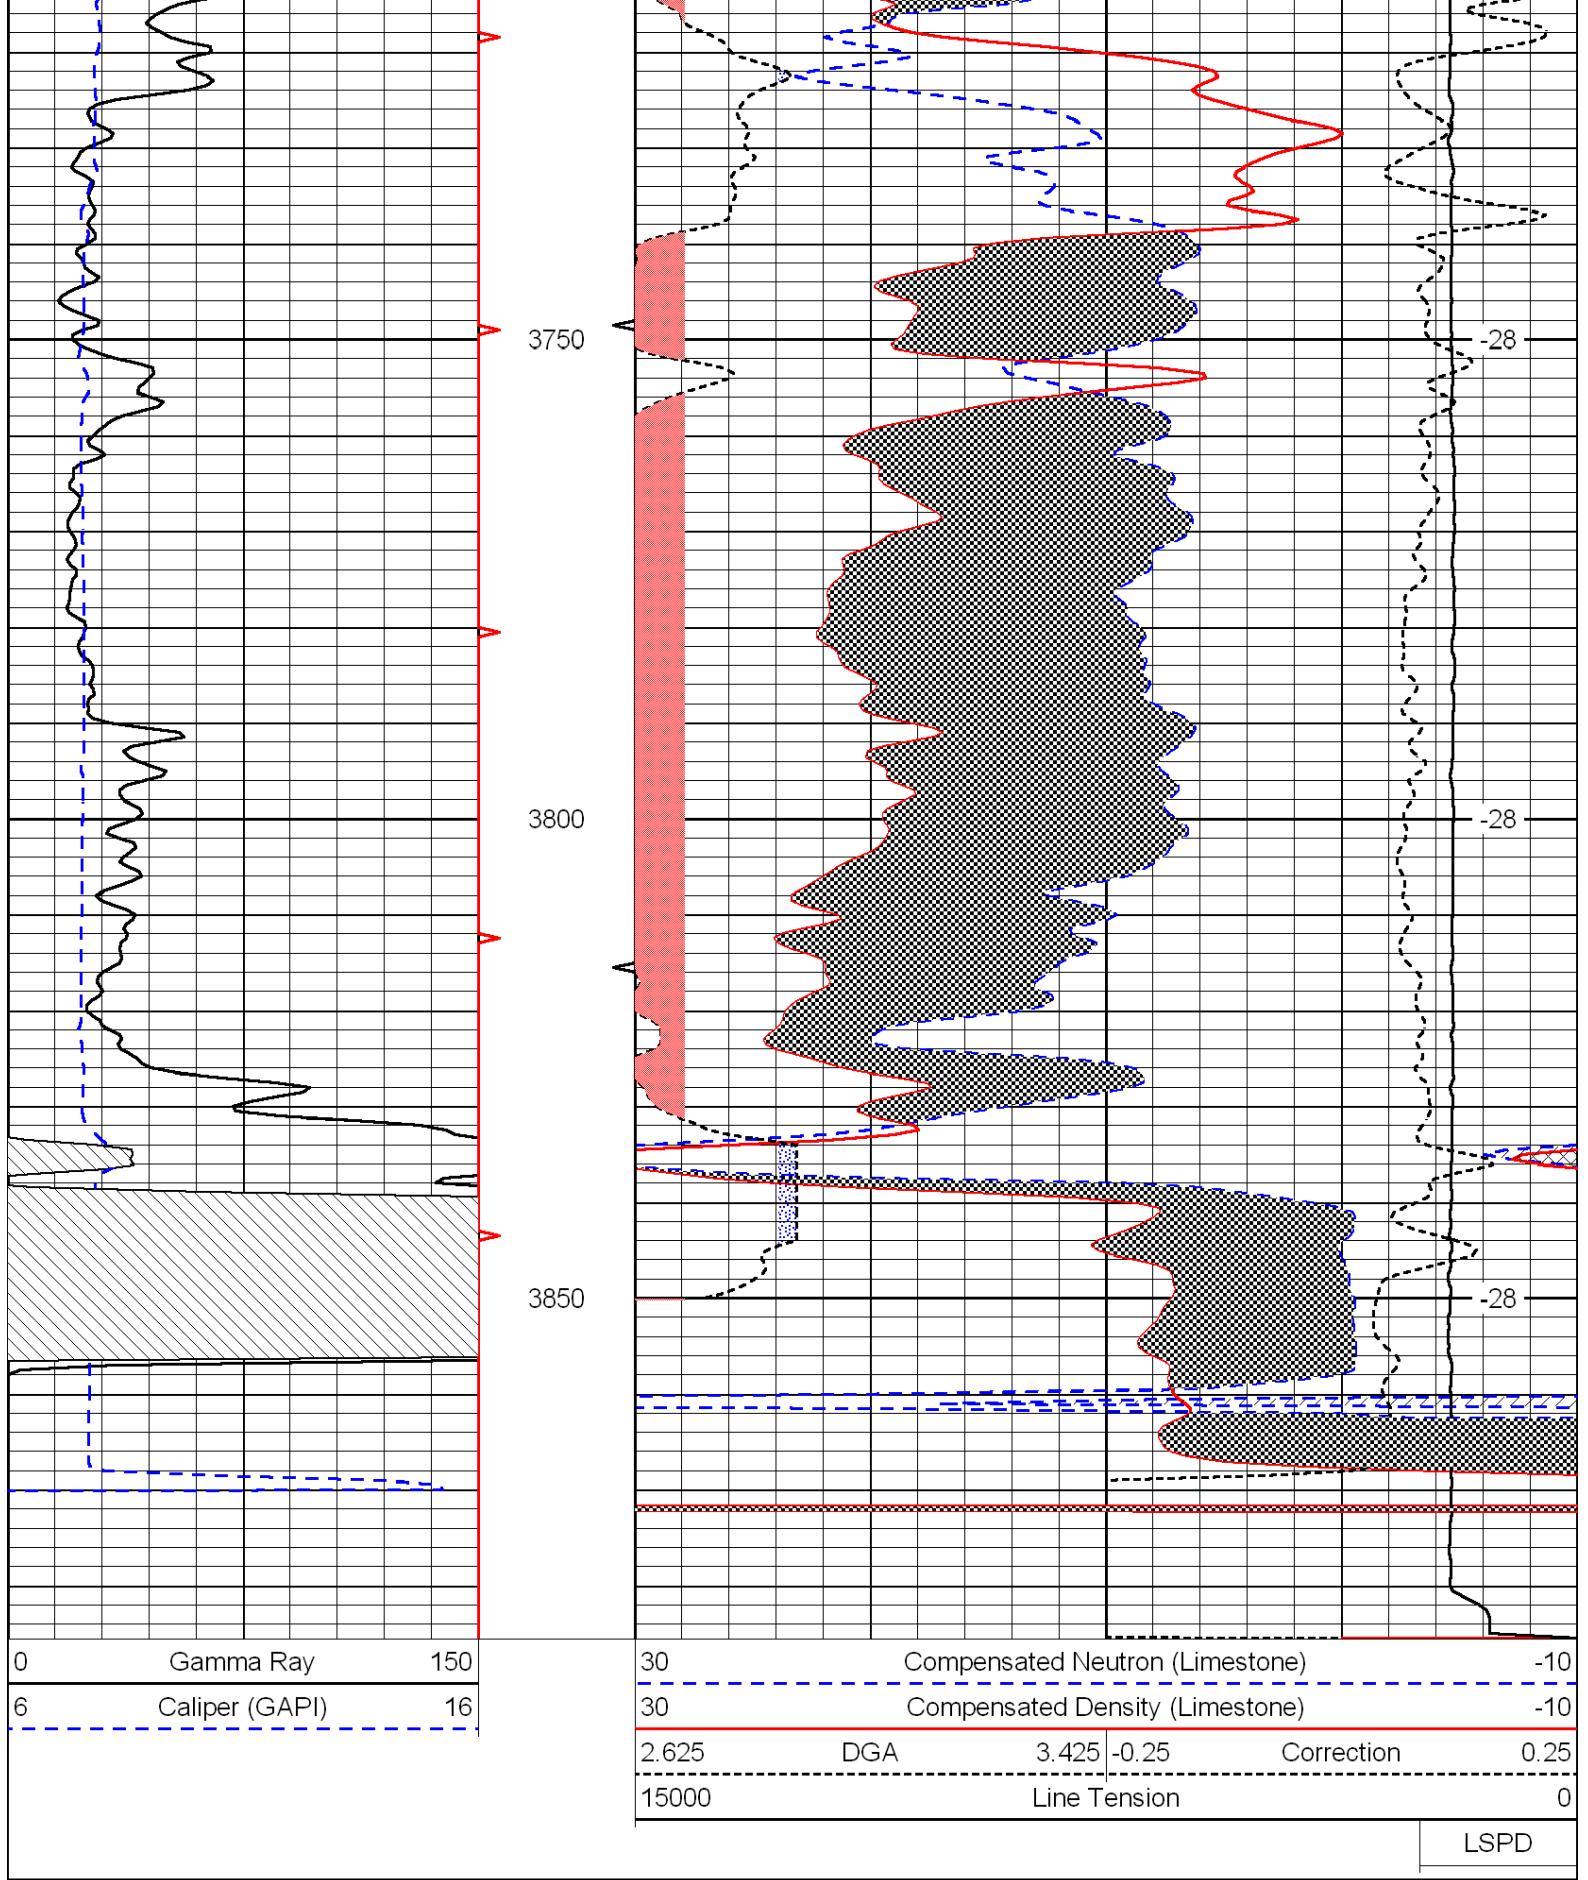 3750 -28
3800 -28
3850 -28
0 Gamma Ray 150
6 Caliper (GAPI) 16
30 Compensated Neutron (Limestone) -10
30 Compensated Density (Limestone) -10
2.625 DGA 3.425 -0.25 Correction 0.25
15000 Line Tension 0
LSPD